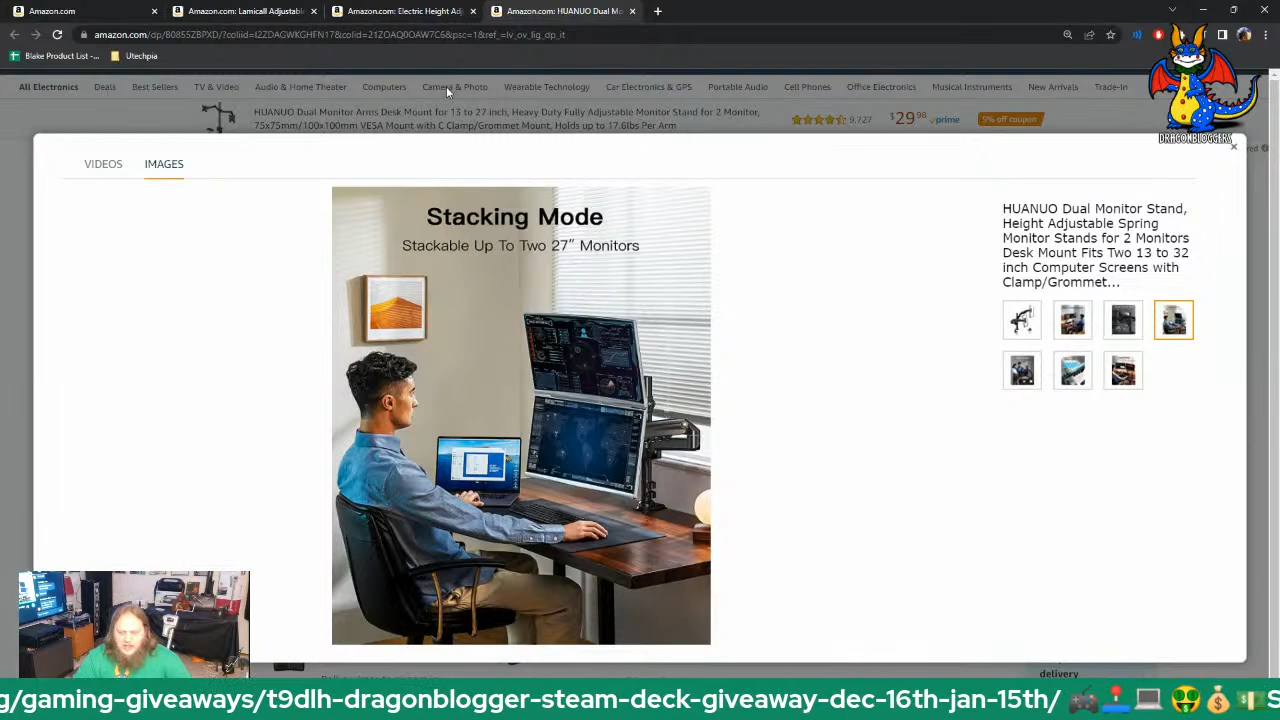 Amazon.com
Amazon.com: Lamicall Adjustabl
Amazon.com: Electric Height Adj
Amazon.com: HUANUO Dual Mo
amazon.com/dp/B0855ZBPXD/?coliid=I2ZDAGWKGHFN17&colid=21ZOAQ0OAW7C6&psc=1&ref_=lv_ov_lig_dp_it
Blake Product List -...
Utechpia
All Electronics
Deals
Best Sellers
TV & Video
Audio & Home Theater
Computers
Camera & Photo
Wearable Technology
Car Electronics & GPS
Portable Audio
Cell Phones
Office Electronics
Musical Instruments
New Arrivals
Trade-In
HUANUO Dual Monitor Arms Desk Mount for 13 to 27 inch, Heavy Duty Fully Adjustable Monitor Stand for 2 Monitor,
75x75mm/100x100mm VESA Mount with C Clamp/Grommet Mount, Holds up to 17.6lbs Per Arm
9,727
$29.98
prime
5% off coupon
DRAGONBLOGGERS
VIDEOS
IMAGES
Stacking Mode
Stackable Up To Two 27” Monitors
HUANUO Dual Monitor Stand,
Height Adjustable Spring
Monitor Stands for 2 Monitors
Desk Mount Fits Two 13 to 32
inch Computer Screens with
Clamp/Grommet...
delivery
g/gaming-giveaways/t9dlh-dragonblogger-steam-deck-giveaway-dec-16th-jan-15th/ 🎮🕹️💻🤑💰💵S